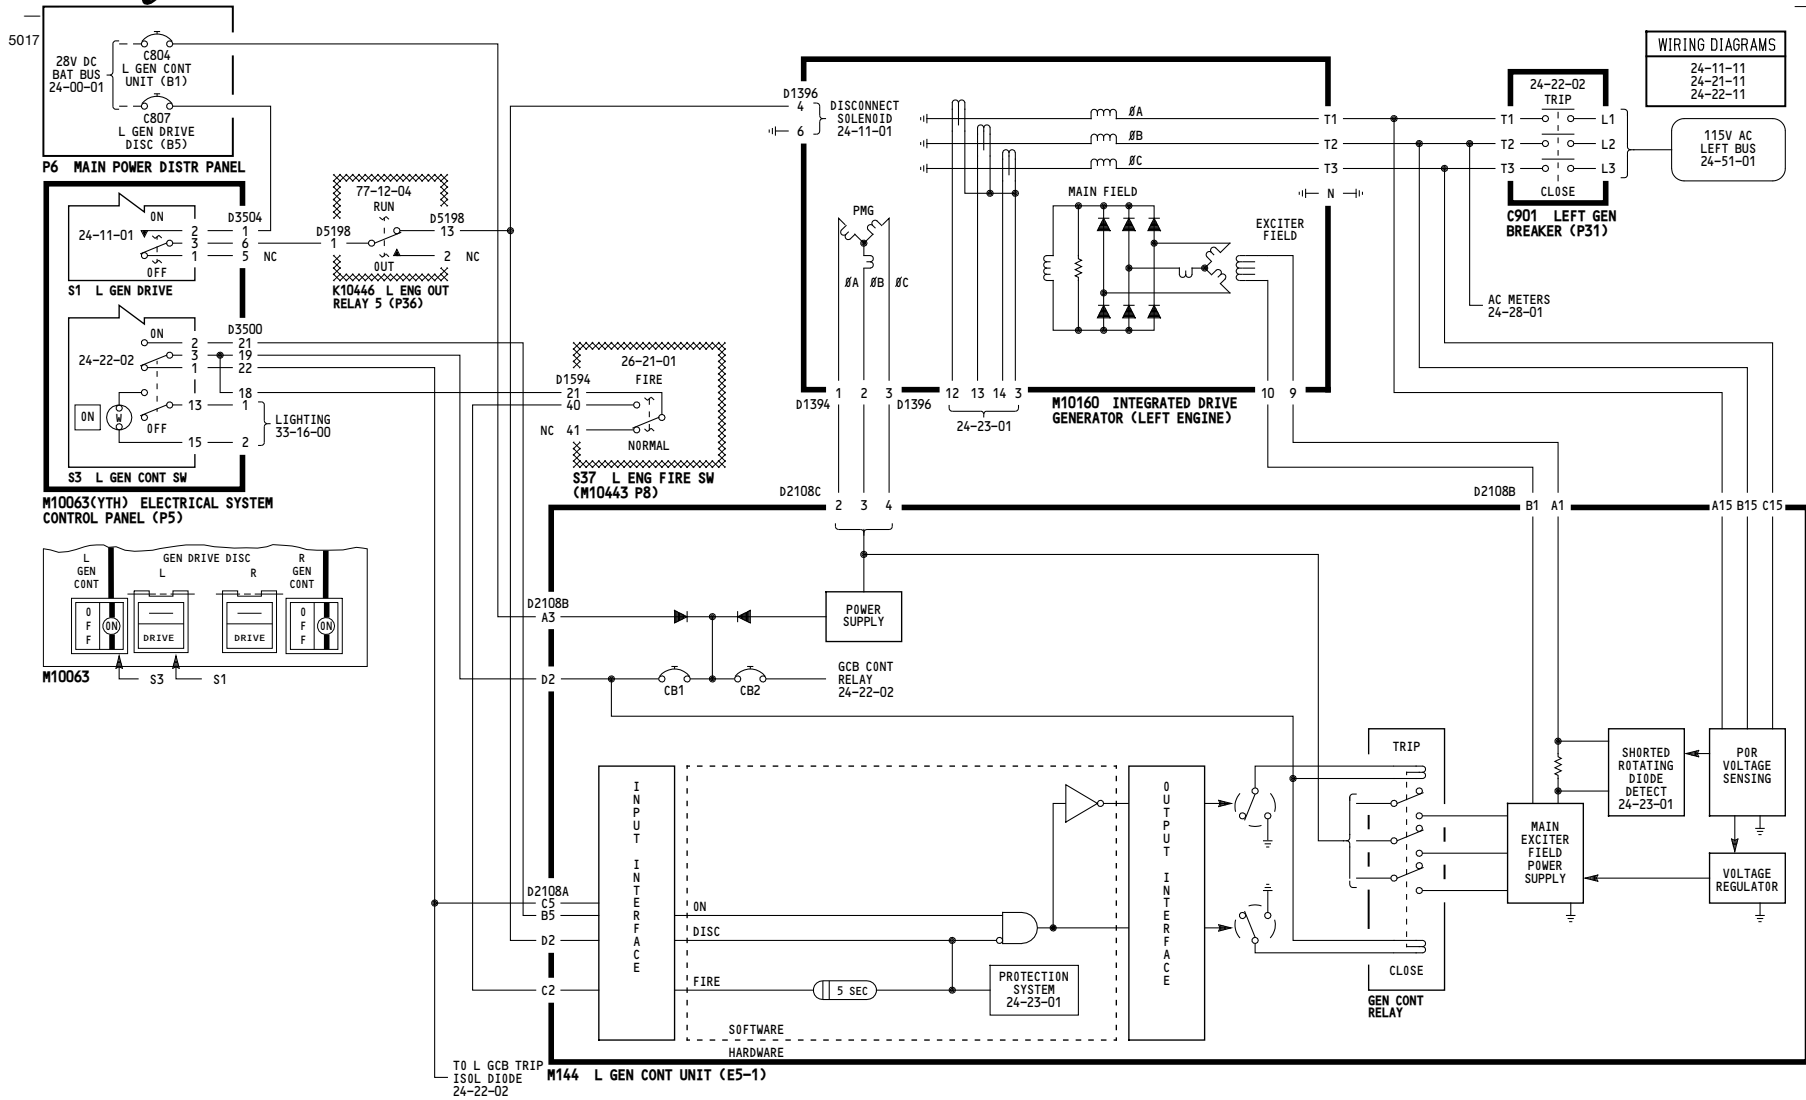 5017
28V DC
BAT BUS
24-00-01
C804
L GEN CONT
UNIT (B1)
C807
L GEN DRIVE
DISC (B5)
P6 MAIN POWER DISTR PANEL
24-11-01
ON
OFF
2
3
1
D3504
1
6
5 NC
S1 L GEN DRIVE
24-22-02
ON
OFF
ON
W
2
3
1
13
15
D3500
21
19
22
18
1
2
LIGHTING
33-16-00
S3 L GEN CONT SW
M10063(YTH) ELECTRICAL SYSTEM
CONTROL PANEL (P5)
77-12-04
RUN
OUT
D5198
1
D5198
13
2 NC
K10446 L ENG OUT
RELAY 5 (P36)
26-21-01
FIRE
NORMAL
D1594
21
40
NC 41
S37 L ENG FIRE SW
(M10443 P8)
L
GEN
CONT
GEN DRIVE DISC
L
R
R
GEN
CONT
OFF
ON
DRIVE
DRIVE
OFF
ON
M10063
S3
S1
D1396
4
6
DISCONNECT
SOLENOID
24-11-01
ØA
ØB
ØC
T1
T2
T3
N
MAIN FIELD
EXCITER
FIELD
PMG
ØA ØB ØC
1 2 3
D1394
D1396
12 13 14 3
24-23-01
10 9
M10160 INTEGRATED DRIVE
GENERATOR (LEFT ENGINE)
24-22-02
TRIP
T1
T2
T3
L1
L2
L3
CLOSE
C901 LEFT GEN
BREAKER (P31)
WIRING DIAGRAMS
24-11-11
24-21-11
24-22-11
115V AC
LEFT BUS
24-51-01
AC METERS
24-28-01
D2108C
2 3 4
D2108B
B1 A1
A15 B15 C15
D2108B
A3
D2
POWER
SUPPLY
CB1
CB2
GCB CONT
RELAY
24-22-02
INPUT INTERFACE
D2108A
C5
B5
D2
C2
ON
DISC
FIRE
5 SEC
PROTECTION
SYSTEM
24-23-01
SOFTWARE
HARDWARE
OUTPUT INTERFACE
TRIP
CLOSE
GEN CONT
RELAY
MAIN
EXCITER
FIELD
POWER
SUPPLY
SHORTED
ROTATING
DIODE
DETECT
24-23-01
POR
VOLTAGE
SENSING
VOLTAGE
REGULATOR
TO L GCB TRIP
ISOL DIODE
24-22-02
M144 L GEN CONT UNIT (E5-1)